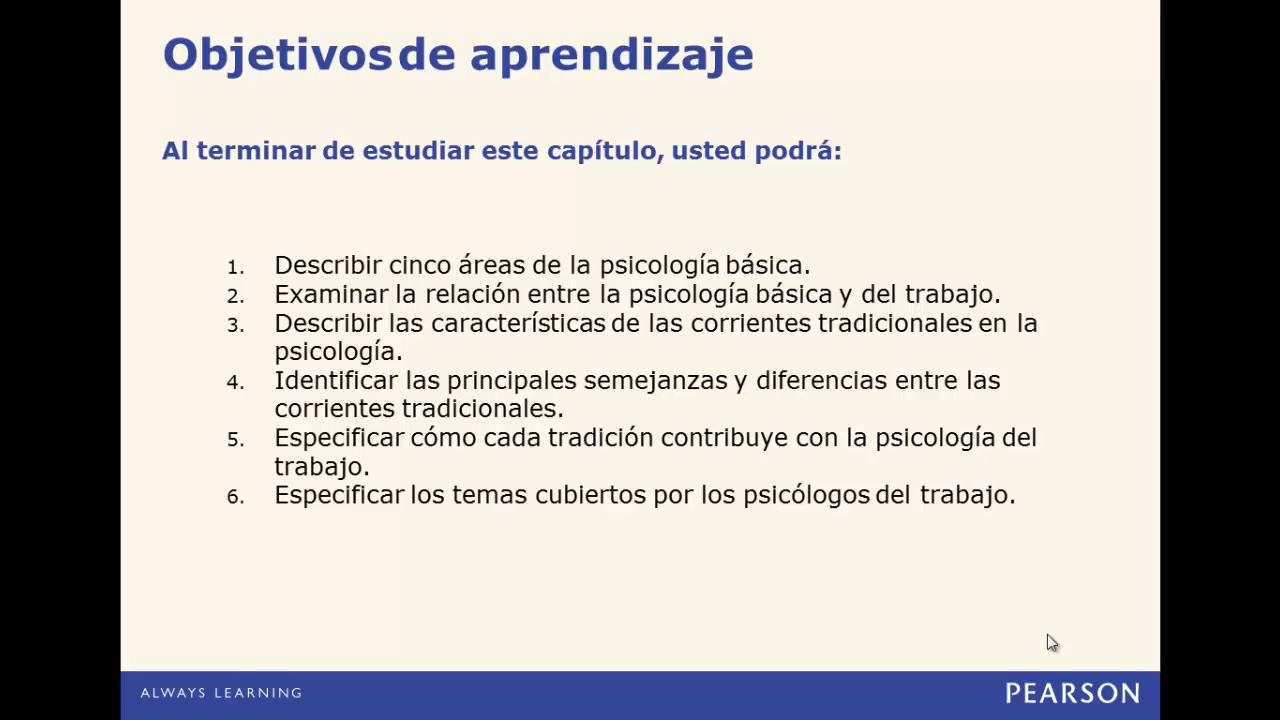 Objetivos de aprendizaje
Al terminar de estudiar este capítulo, usted podrá:
1. Describir cinco áreas de la psicología básica.
2. Examinar la relación entre la psicología básica y del trabajo.
3. Describir las características de las corrientes tradicionales en la
psicología.
4. Identificar las principales semejanzas y diferencias entre las
corrientes tradicionales.
5. Especificar cómo cada tradición contribuye con la psicología del
trabajo.
6. Especificar los temas cubiertos por los psicólogos del trabajo.
ALWAYS LEARNING
PEARSON